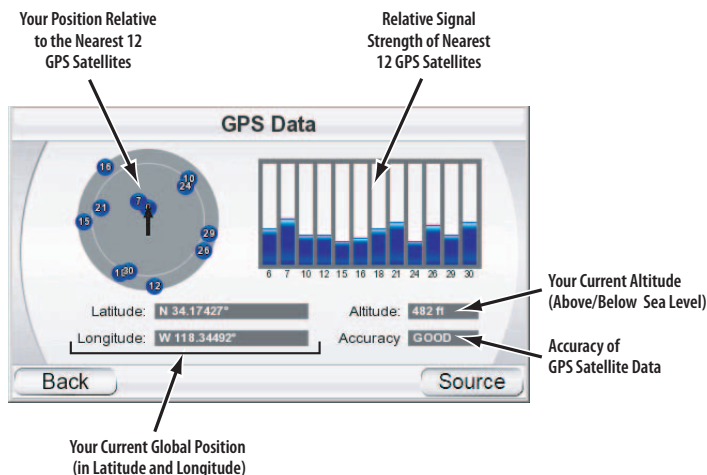 Your Position Relative
to the Nearest 12
GPS Satellites
Relative Signal
Strength of Nearest
12 GPS Satellites
GPS Data
16
10
24
7
21
15
29
26
30
12
6 7 10 12 15 16 18 21 24 26 29 30
Latitude: N 34.17427°
Altitude: 482 ft
Longitude: W 118.34492°
Accuracy GOOD
Back
Source
Your Current Altitude
(Above/Below Sea Level)
Accuracy of
GPS Satellite Data
Your Current Global Position
(in Latitude and Longitude)